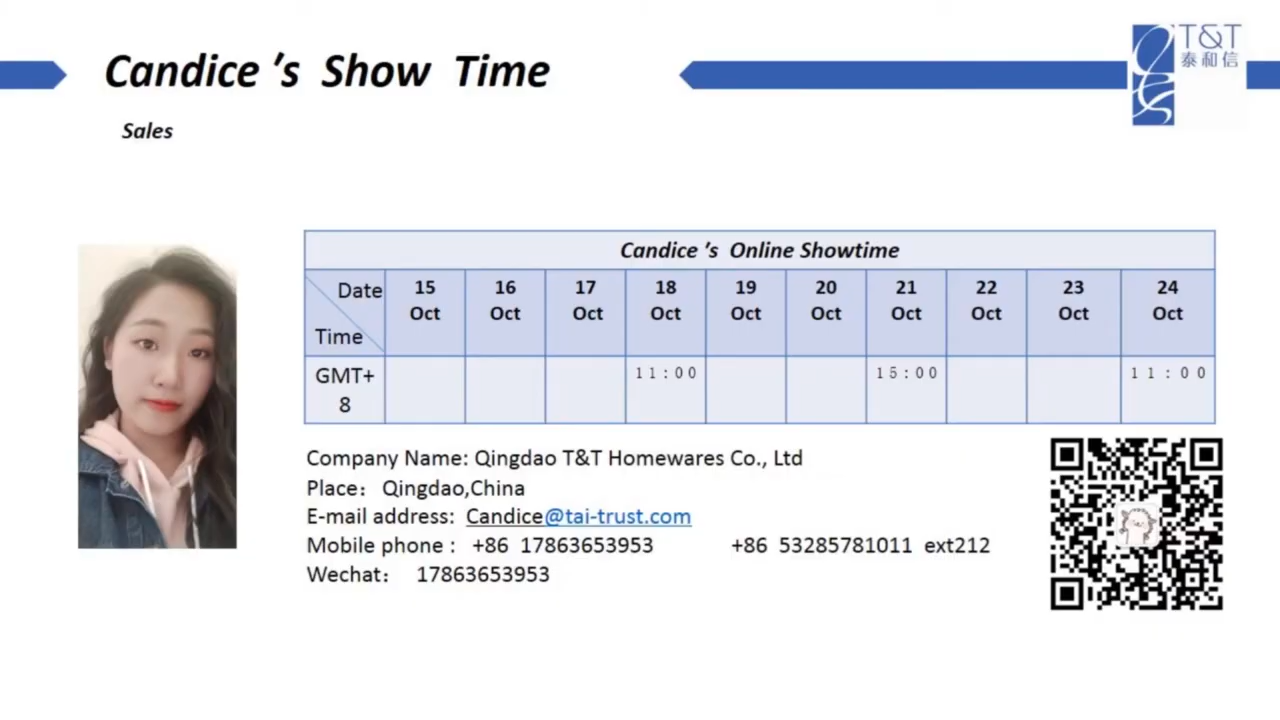 Candice 's Show Time
T&T
泰和信
Sales
Candice 's Online Showtime
Date
Time
15 Oct
16 Oct
17 Oct
18 Oct
19 Oct
20 Oct
21 Oct
22 Oct
23 Oct
24 Oct
GMT+
8
11:00
15:00
11:00
Company Name: Qingdao T&T Homewares Co., Ltd
Place: Qingdao,China
E-mail address: Candice@tai-trust.com
Mobile phone : +86 17863653953 +86 53285781011 ext212
Wechat: 17863653953